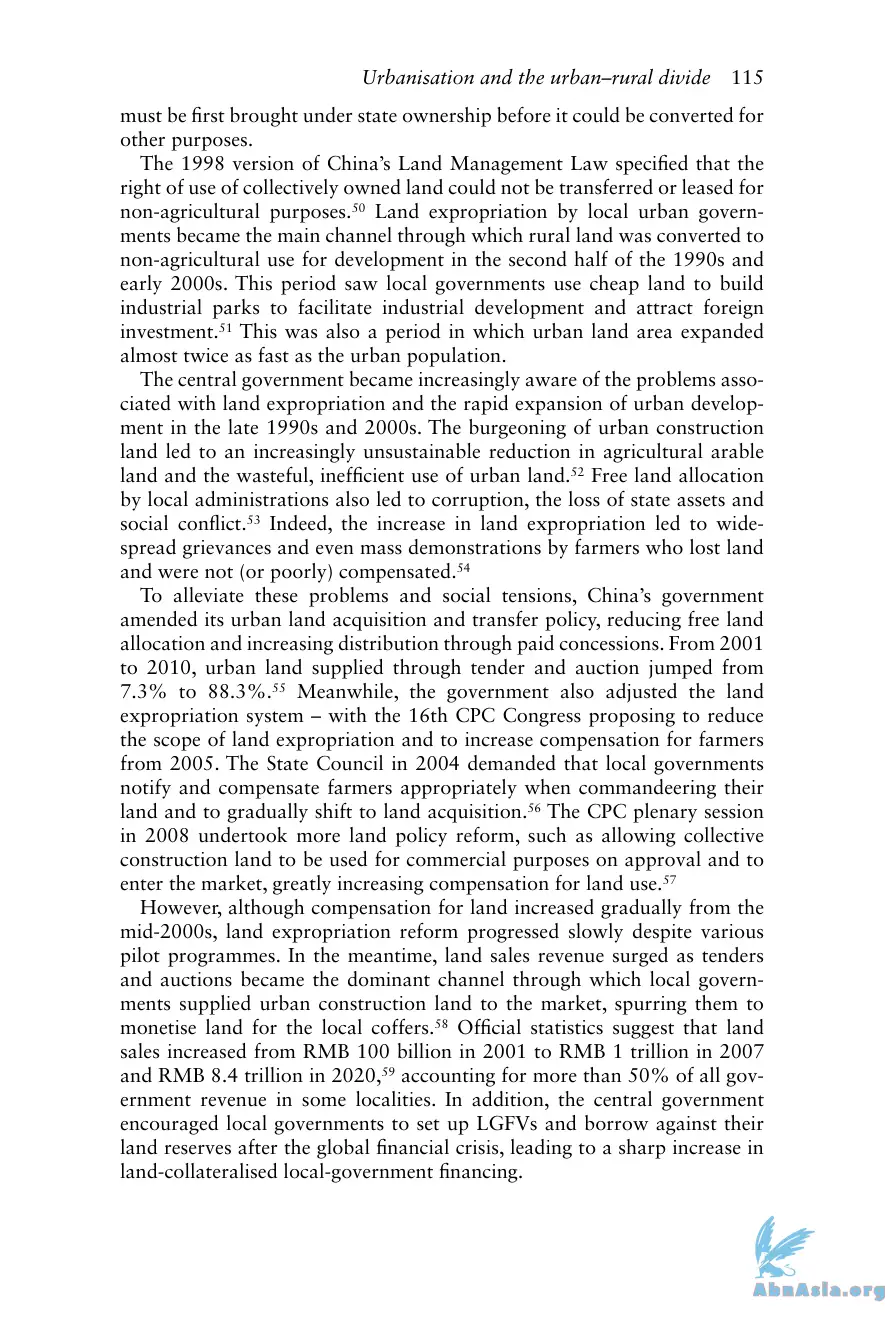 Urbanisation and the urban–rural divide 115
must be first brought under state ownership before it could be converted for
other purposes.
The 1998 version of China’s Land Management Law specified that the
right of use of collectively owned land could not be transferred or leased for
non-agricultural purposes.⁵⁰ Land expropriation by local urban govern-
ments became the main channel through which rural land was converted to
non-agricultural use for development in the second half of the 1990s and
early 2000s. This period saw local governments use cheap land to build
industrial parks to facilitate industrial development and attract foreign
investment.⁵¹ This was also a period in which urban land area expanded
almost twice as fast as the urban population.
The central government became increasingly aware of the problems asso-
ciated with land expropriation and the rapid expansion of urban develop-
ment in the late 1990s and 2000s. The burgeoning of urban construction
land led to an increasingly unsustainable reduction in agricultural arable
land and the wasteful, inefficient use of urban land.⁵² Free land allocation
by local administrations also led to corruption, the loss of state assets and
social conflict.⁵³ Indeed, the increase in land expropriation led to wide-
spread grievances and even mass demonstrations by farmers who lost land
and were not (or poorly) compensated.⁵⁴
To alleviate these problems and social tensions, China’s government
amended its urban land acquisition and transfer policy, reducing free land
allocation and increasing distribution through paid concessions. From 2001
to 2010, urban land supplied through tender and auction jumped from
7.3% to 88.3%.⁵⁵ Meanwhile, the government also adjusted the land
expropriation system – with the 16th CPC Congress proposing to reduce
the scope of land expropriation and to increase compensation for farmers
from 2005. The State Council in 2004 demanded that local governments
notify and compensate farmers appropriately when commandeering their
land and to gradually shift to land acquisition.⁵⁶ The CPC plenary session
in 2008 undertook more land policy reform, such as allowing collective
construction land to be used for commercial purposes on approval and to
enter the market, greatly increasing compensation for land use.⁵⁷
However, although compensation for land increased gradually from the
mid-2000s, land expropriation reform progressed slowly despite various
pilot programmes. In the meantime, land sales revenue surged as tenders
and auctions became the dominant channel through which local govern-
ments supplied urban construction land to the market, spurring them to
monetise land for the local coffers.⁵⁸ Official statistics suggest that land
sales increased from RMB 100 billion in 2001 to RMB 1 trillion in 2007
and RMB 8.4 trillion in 2020,⁵⁹ accounting for more than 50% of all gov-
ernment revenue in some localities. In addition, the central government
encouraged local governments to set up LGFVs and borrow against their
land reserves after the global financial crisis, leading to a sharp increase in
land-collateralised local-government financing.
AbnAsia.org